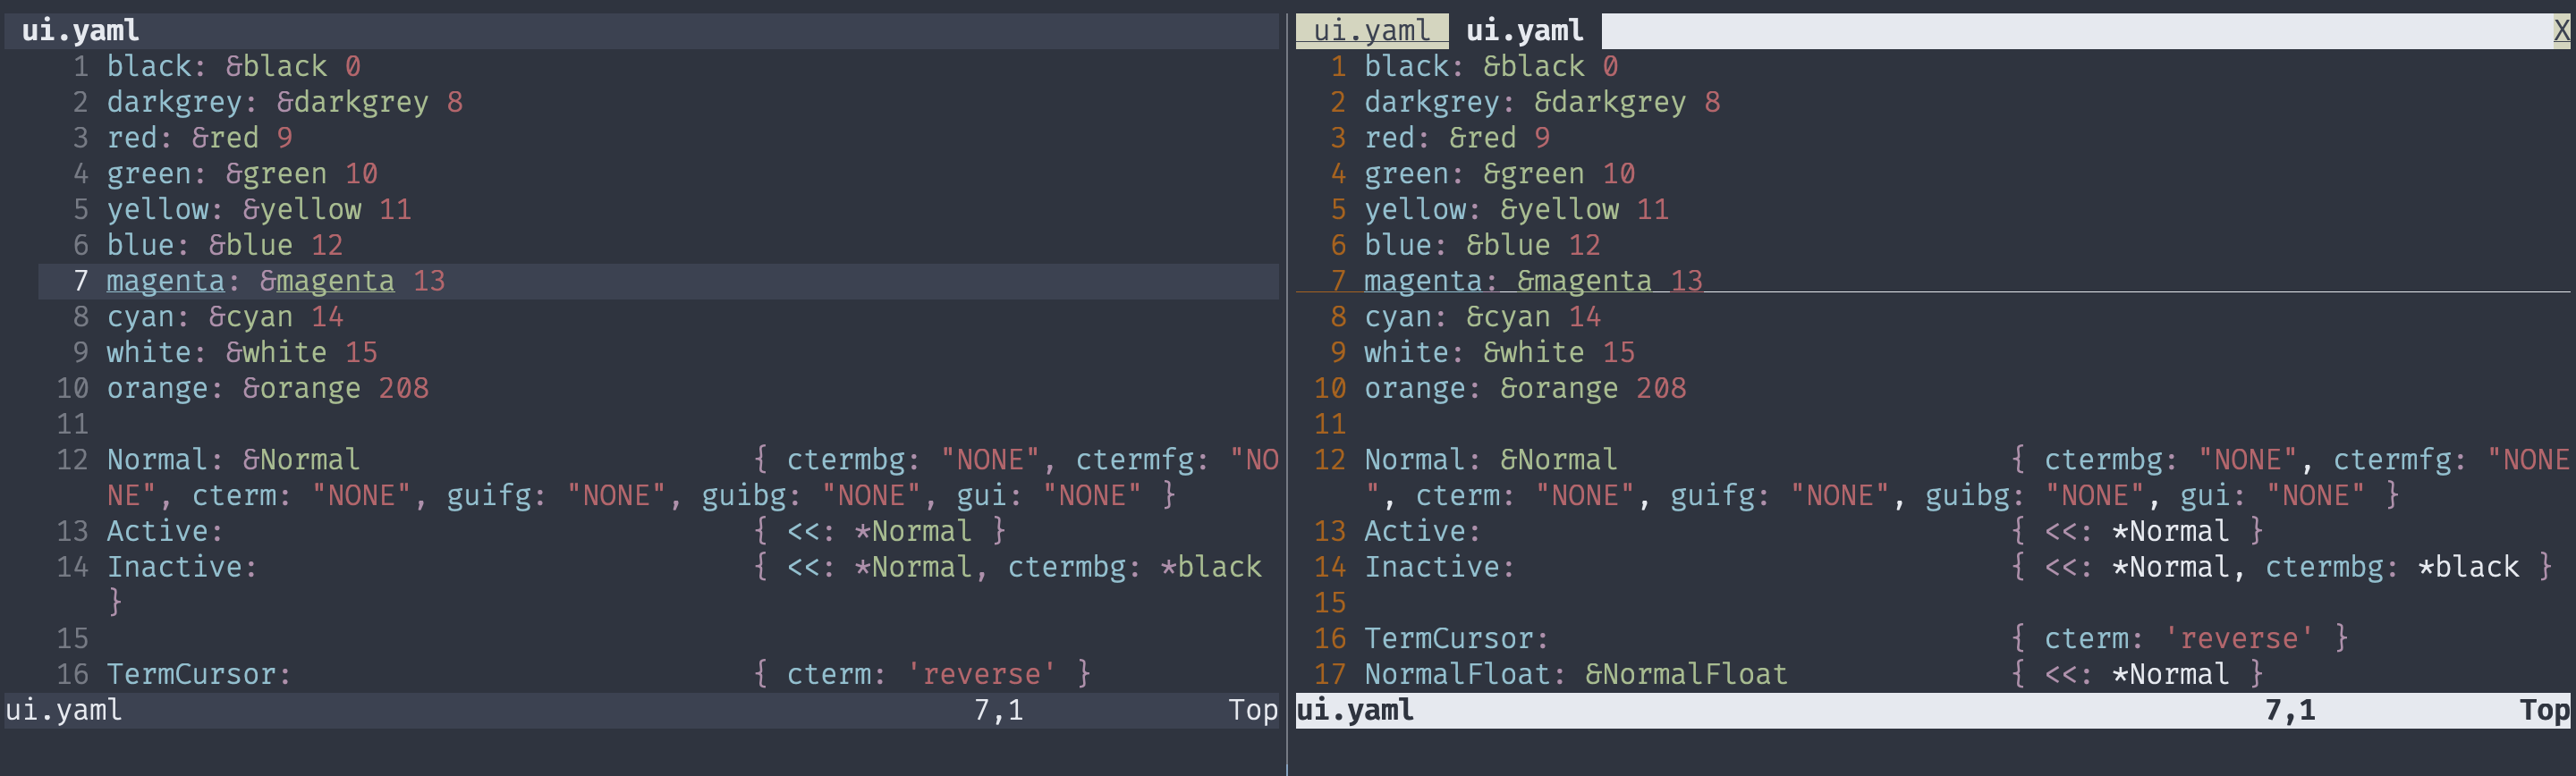 ui.yaml
1 black: &black 0
2 darkgrey: &darkgrey 8
3 red: &red 9
4 green: &green 10
5 yellow: &yellow 11
6 blue: &blue 12
7 magenta: &magenta 13
8 cyan: &cyan 14
9 white: &white 15
10 orange: &orange 208
11
12 Normal: &Normal { ctermbg: "NONE", ctermfg: "NO
NE", cterm: "NONE", guifg: "NONE", guibg: "NONE", gui: "NONE" }
13 Active: { <<: *Normal }
14 Inactive: { <<: *Normal, ctermbg: *black
}
15
16 TermCursor: { cterm: 'reverse' }
ui.yaml 7,1 Top
ui.yaml ui.yaml X
1 black: &black 0
2 darkgrey: &darkgrey 8
3 red: &red 9
4 green: &green 10
5 yellow: &yellow 11
6 blue: &blue 12
7 magenta: &magenta 13
8 cyan: &cyan 14
9 white: &white 15
10 orange: &orange 208
11
12 Normal: &Normal { ctermbg: "NONE", ctermfg: "NONE
", cterm: "NONE", guifg: "NONE", guibg: "NONE", gui: "NONE" }
13 Active: { <<: *Normal }
14 Inactive: { <<: *Normal, ctermbg: *black }
15
16 TermCursor: { cterm: 'reverse' }
17 NormalFloat: &NormalFloat { <<: *Normal }
ui.yaml 7,1 Top